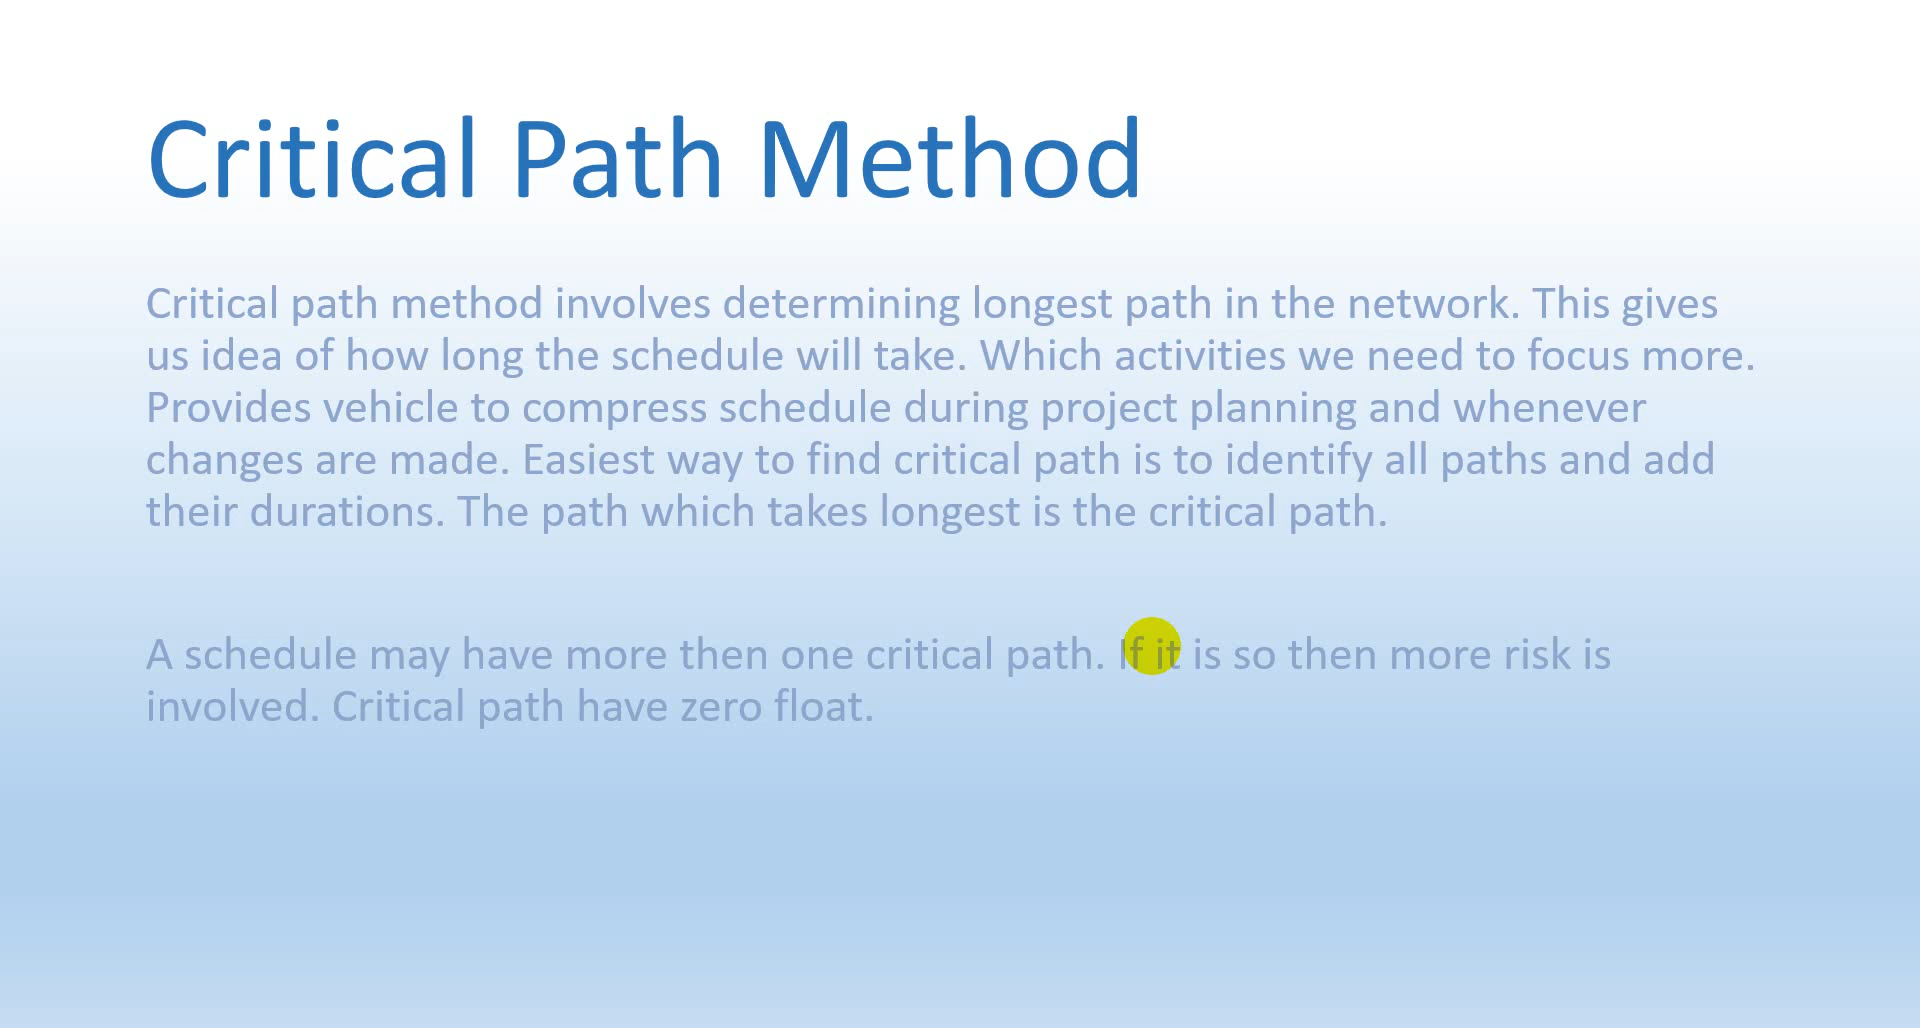 Critical Path Method
Critical path method involves determining longest path in the network. This gives
us idea of how long the schedule will take. Which activities we need to focus more.
Provides vehicle to compress schedule during project planning and whenever
changes are made. Easiest way to find critical path is to identify all paths and add
their durations. The path which takes longest is the critical path.
A schedule may have more then one critical path. If it is so then more risk is
involved. Critical path have zero float.